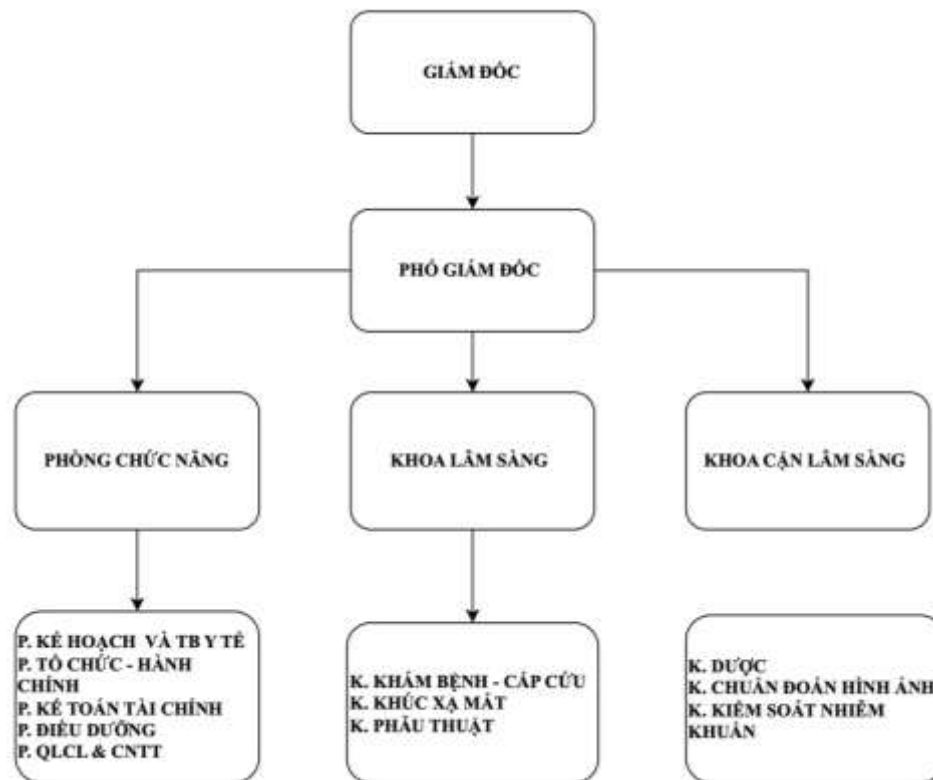 GIÁM ĐỐC
PHÓ GIÁM ĐỐC
PHÒNG CHỨC NĂNG
KHOA LÂM SÀNG
KHOA CẬN LÂM SÀNG
P. KẾ HOẠCH VÀ TB Y TẾ
P. TỔ CHỨC - HÀNH
CHÍNH
P. KẾ TOÁN TÀI CHÍNH
P. ĐIỀU DƯỠNG
P. QLCL & CNTT
K. KHÁM BỆNH - CẤP CỨU
K. KHÚC XẠ MẮT
K. PHẪU THUẬT
K. DƯỢC
K. CHUẨN ĐOÁN HÌNH ẢNH
K. KIỂM SOÁT NHIỄM
KHUẨN